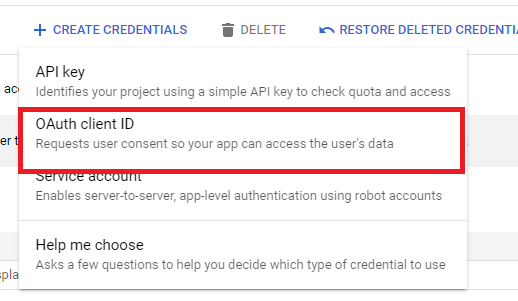 + CREATE CREDENTIALS DELETE RESTORE DELETED CREDENTIA
API key
Identifies your project using a simple API key to check quota and access
OAuth client ID
Requests user consent so your app can access the user's data
Service account
Enables server-to-server, app-level authentication using robot accounts
Help me choose
Asks a few questions to help you decide which type of credential to use